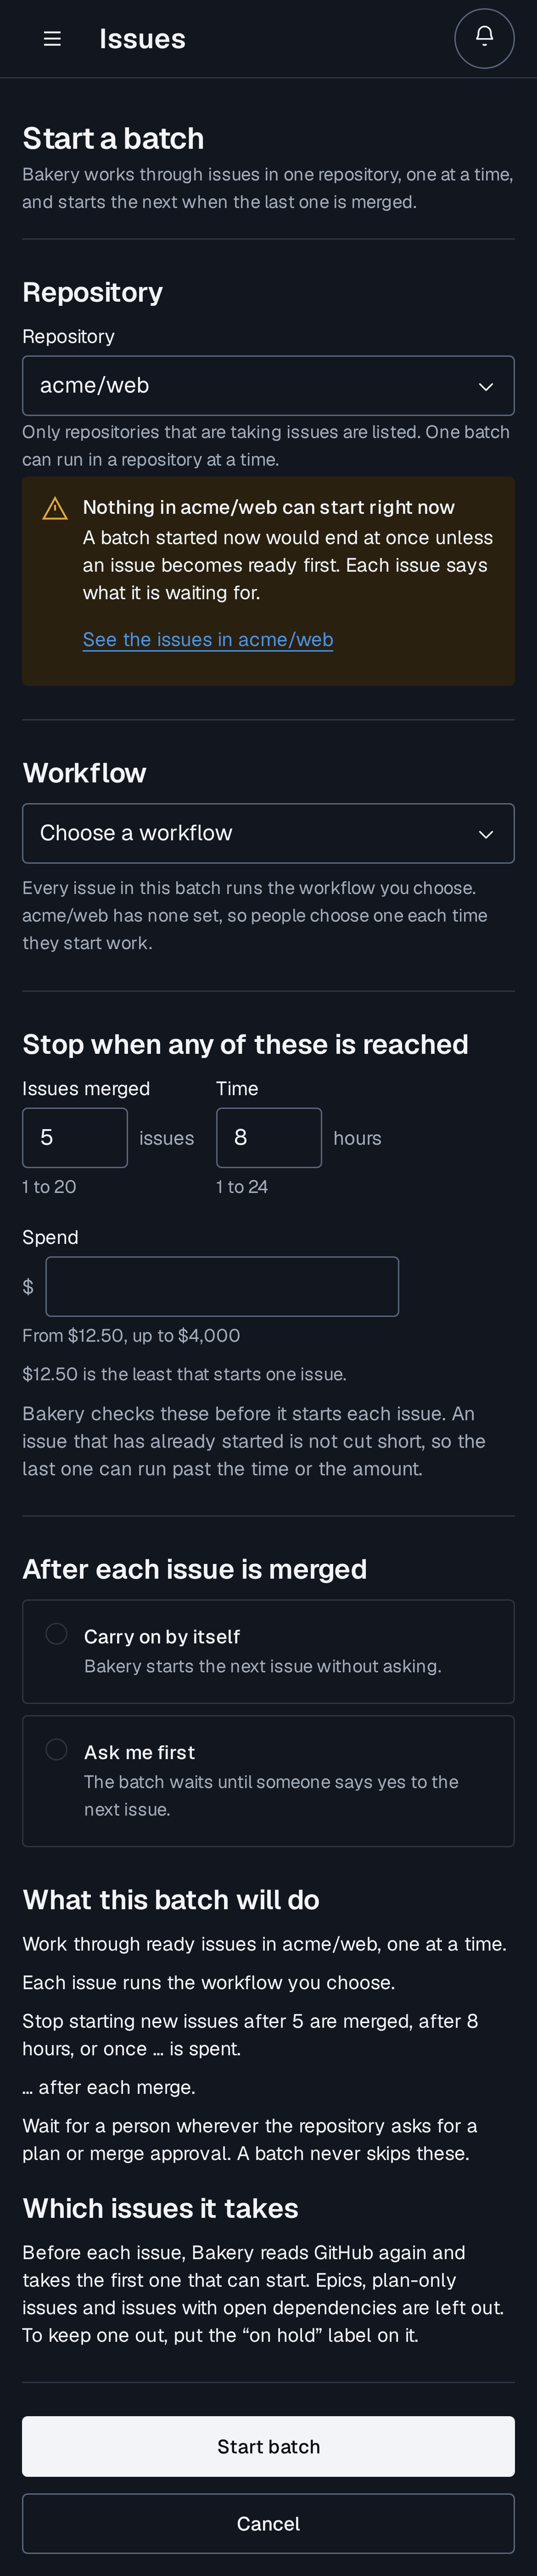 Issues
Start a batch
Bakery works through issues in one repository, one at a time,
and starts the next when the last one is merged.
Repository
Repository
acme/web
Only repositories that are taking issues are listed. One batch
can run in a repository at a time.
Nothing in acme/web can start right now
A batch started now would end at once unless
an issue becomes ready first. Each issue says
what it is waiting for.
See the issues in acme/web
Workflow
Choose a workflow
Every issue in this batch runs the workflow you choose.
acme/web has none set, so people choose one each time
they start work.
Stop when any of these is reached
Issues merged Time
5 issues 8 hours
1 to 20 1 to 24
Spend
$
From $12.50, up to $4,000
$12.50 is the least that starts one issue.
Bakery checks these before it starts each issue. An
issue that has already started is not cut short, so the
last one can run past the time or the amount.
After each issue is merged
Carry on by itself
Bakery starts the next issue without asking.
Ask me first
The batch waits until someone says yes to the
next issue.
What this batch will do
Work through ready issues in acme/web, one at a time.
Each issue runs the workflow you choose.
Stop starting new issues after 5 are merged, after 8
hours, or once … is spent.
… after each merge.
Wait for a person wherever the repository asks for a
plan or merge approval. A batch never skips these.
Which issues it takes
Before each issue, Bakery reads GitHub again and
takes the first one that can start. Epics, plan-only
issues and issues with open dependencies are left out.
To keep one out, put the “on hold” label on it.
Start batch
Cancel